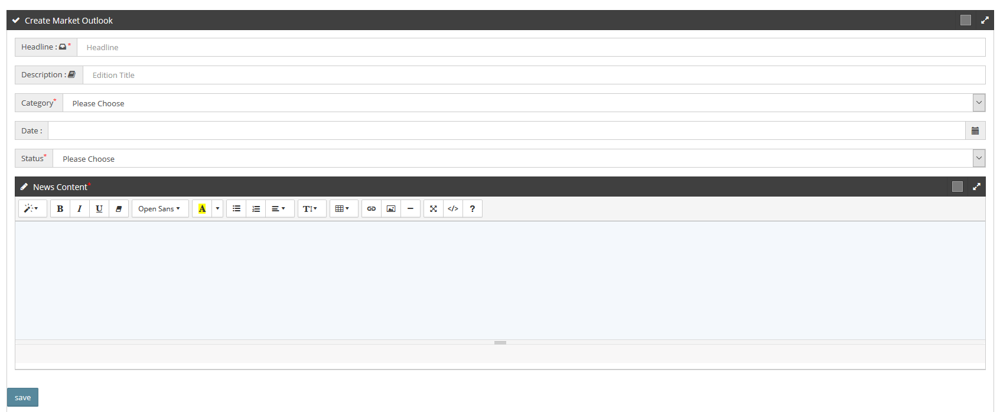 Create Market Outlook
Headline : * Headline
Description : Edition Title
Category* Please Choose
Date :
Status* Please Choose
News Content*
B I U Open Sans A T </> ?
save